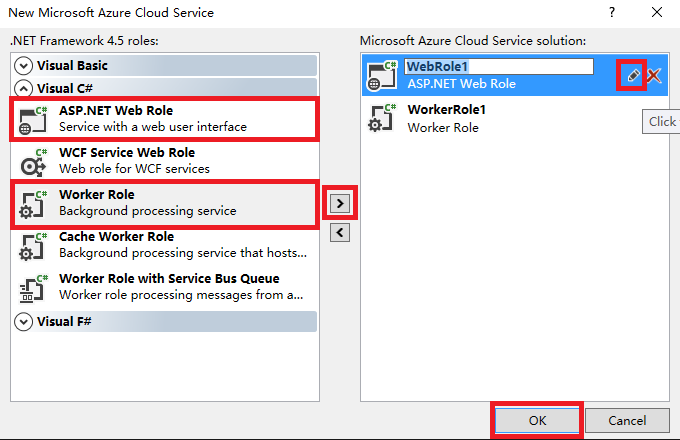 New Microsoft Azure Cloud Service
? ×
.NET Framework 4.5 roles:
Visual Basic
Visual C#
C#
ASP.NET Web Role
Service with a web user interface
C#
WCF Service Web Role
Web role for WCF services
C#
Worker Role
Background processing service
C#
Cache Worker Role
Background processing service that hosts...
C#
Worker Role with Service Bus Queue
Worker role processing messages from a...
Visual F#
>
<
Microsoft Azure Cloud Service solution:
C#
WebRole1
ASP.NET Web Role
C#
WorkerRole1
Worker Role
Click
OK
Cancel